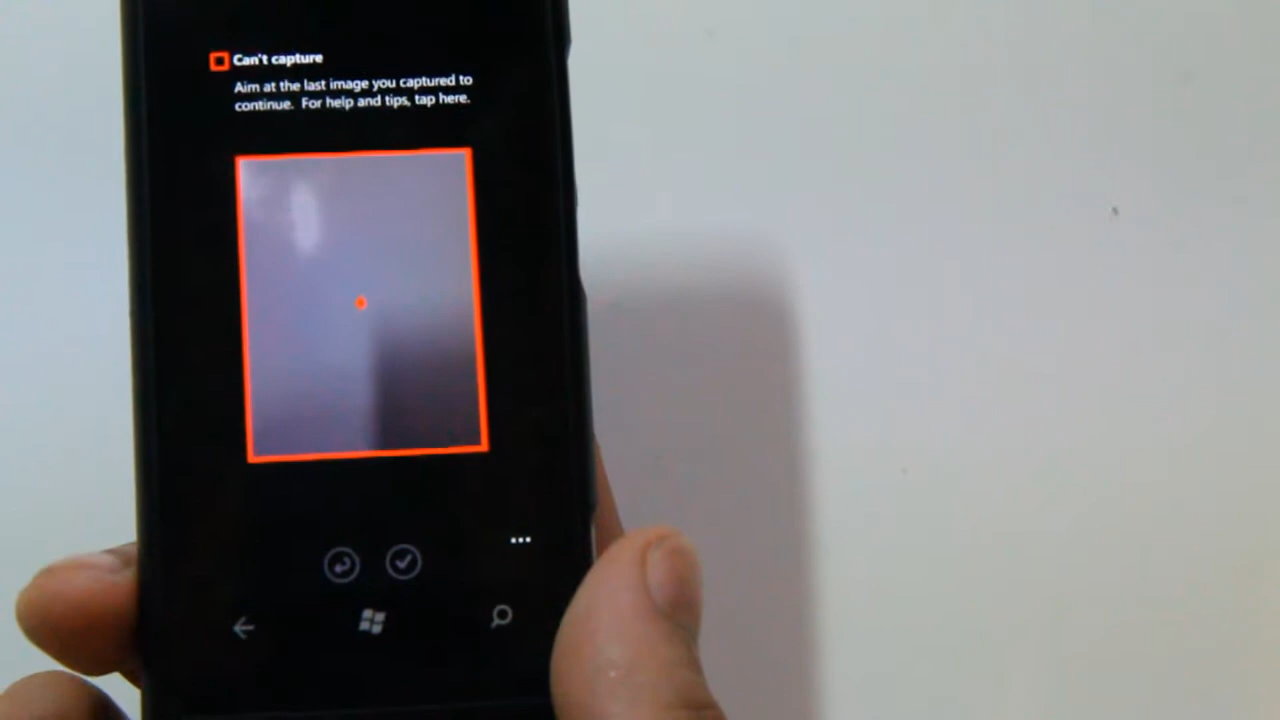 Can't capture
Aim at the last image you captured to
continue.  For help and tips, tap here.